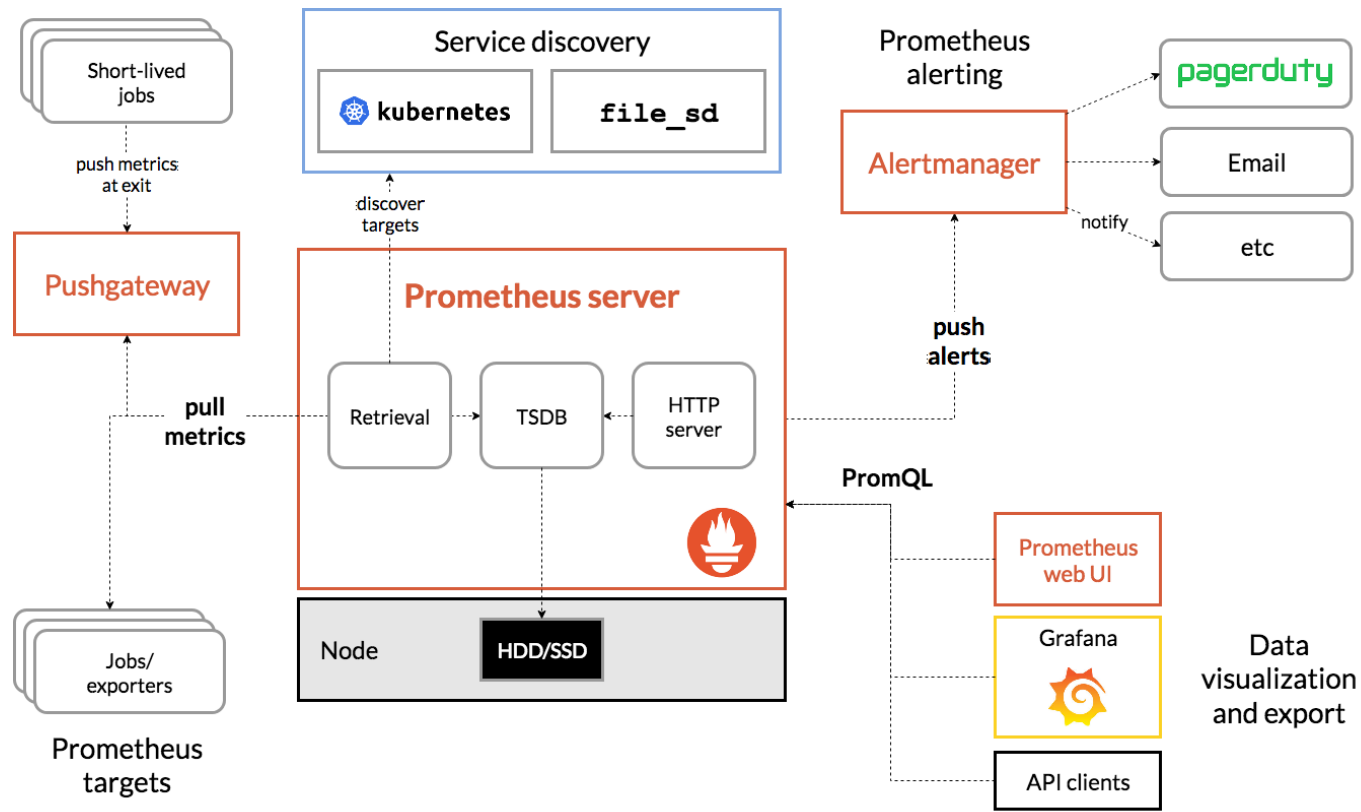 Short-lived
jobs
push metrics
at exit
Pushgateway
Service discovery
kubernetes
file_sd
discover
targets
Prometheus
alerting
Alertmanager
pagerduty
Email
notify
etc
Prometheus server
Retrieval
TSDB
HTTP
server
pull
metrics
push
alerts
PromQL
Node
HDD/SSD
Jobs/
exporters
Prometheus
targets
Prometheus
web UI
Grafana
API clients
Data
visualization
and export